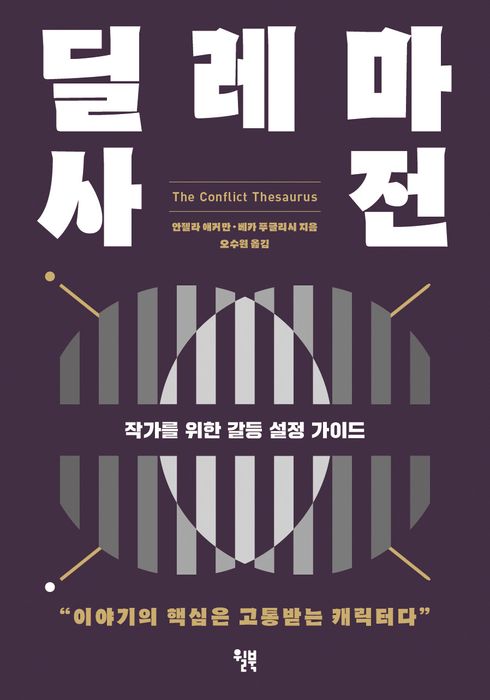 딜레마
사전
The Conflict Thesaurus
안젤라 애커만・베카 푸글리시 지음
오수원 옮김
작가를 위한 갈등 설정 가이드
“이야기의 핵심은 고통받는 캐릭터다”
윌북